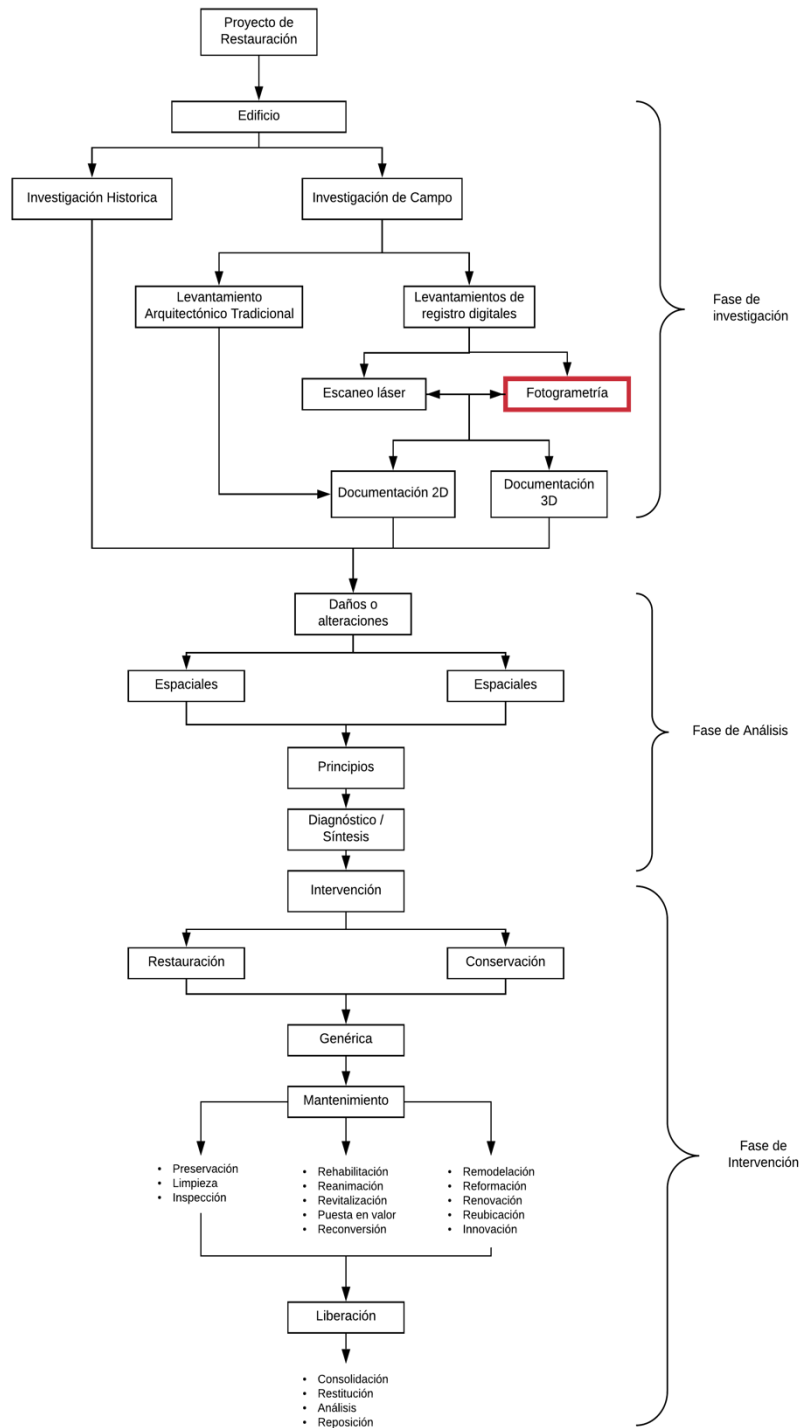 Proyecto de
Restauración
Edificio
Investigación Historica
Investigación de Campo
Levantamiento
Arquitectónico Tradicional
Levantamientos de
registro digitales
Fase de
investigación
Escaneo láser
Fotogrametría
Documentación 2D
Documentación
3D
Daños o
alteraciones
Espaciales
Espaciales
Fase de Análisis
Principios
Diagnóstico /
Síntesis
Intervención
Restauración
Conservación
Genérica
Mantenimiento
Fase de
Intervención
• Preservación
• Limpieza
• Inspección
• Rehabilitación
• Reanimación
• Revitalización
• Puesta en valor
• Reconversión
• Remodelación
• Reformación
• Renovación
• Reubicación
• Innovación
Liberación
• Consolidación
• Restitución
• Análisis
• Reposición